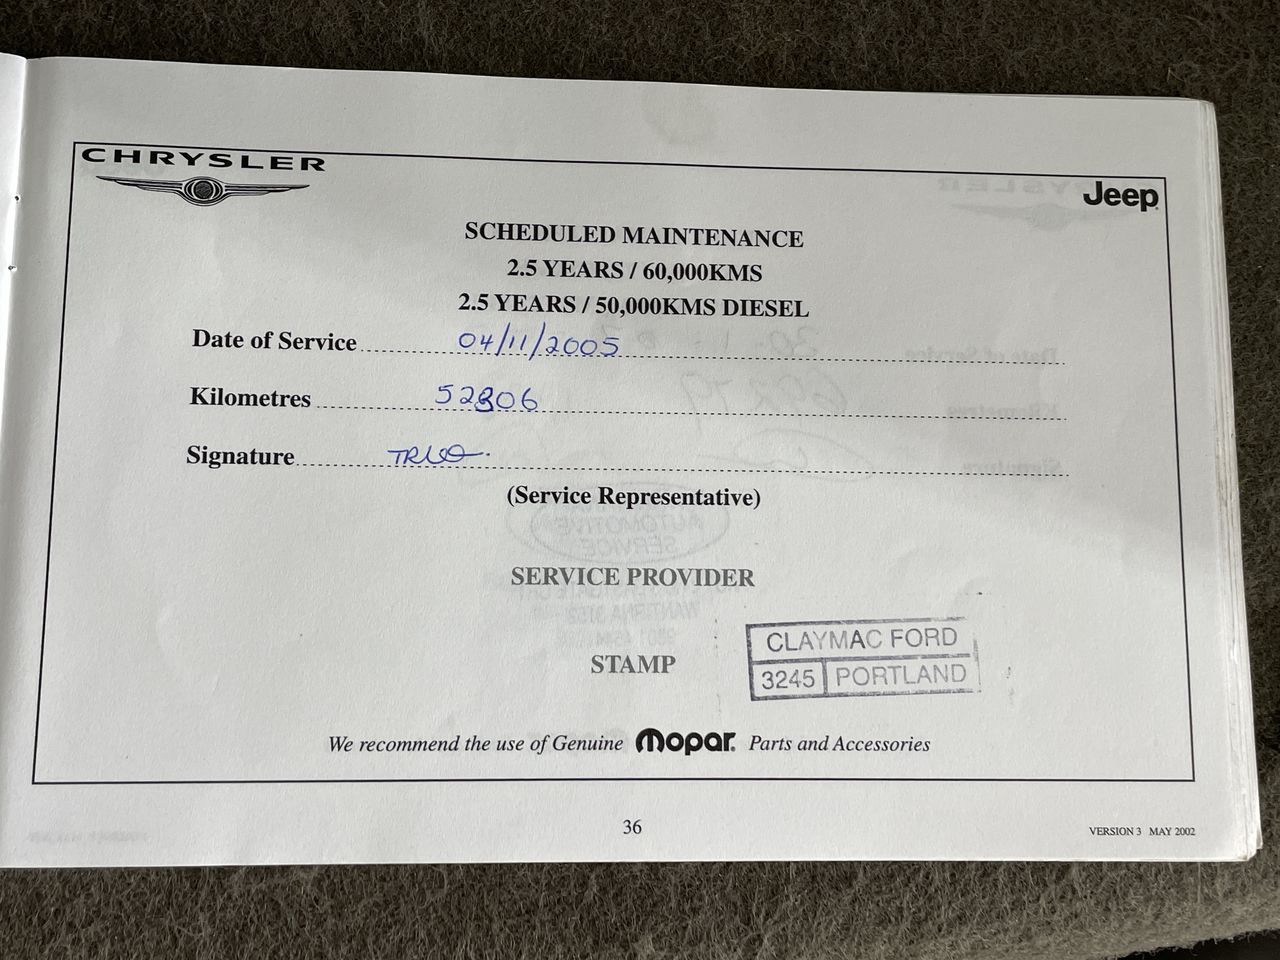 CHRYSLER
Jeep
SCHEDULED MAINTENANCE
2.5 YEARS / 60,000KMS
2.5 YEARS / 50,000KMS DIESEL
Date of Service 04/11/2005
Kilometres 52806
Signature
(Service Representative)
SERVICE PROVIDER
STAMP
CLAYMAC FORD
3245 PORTLAND
We recommend the use of Genuine Mopar. Parts and Accessories
36
VERSION 3 MAY 2002